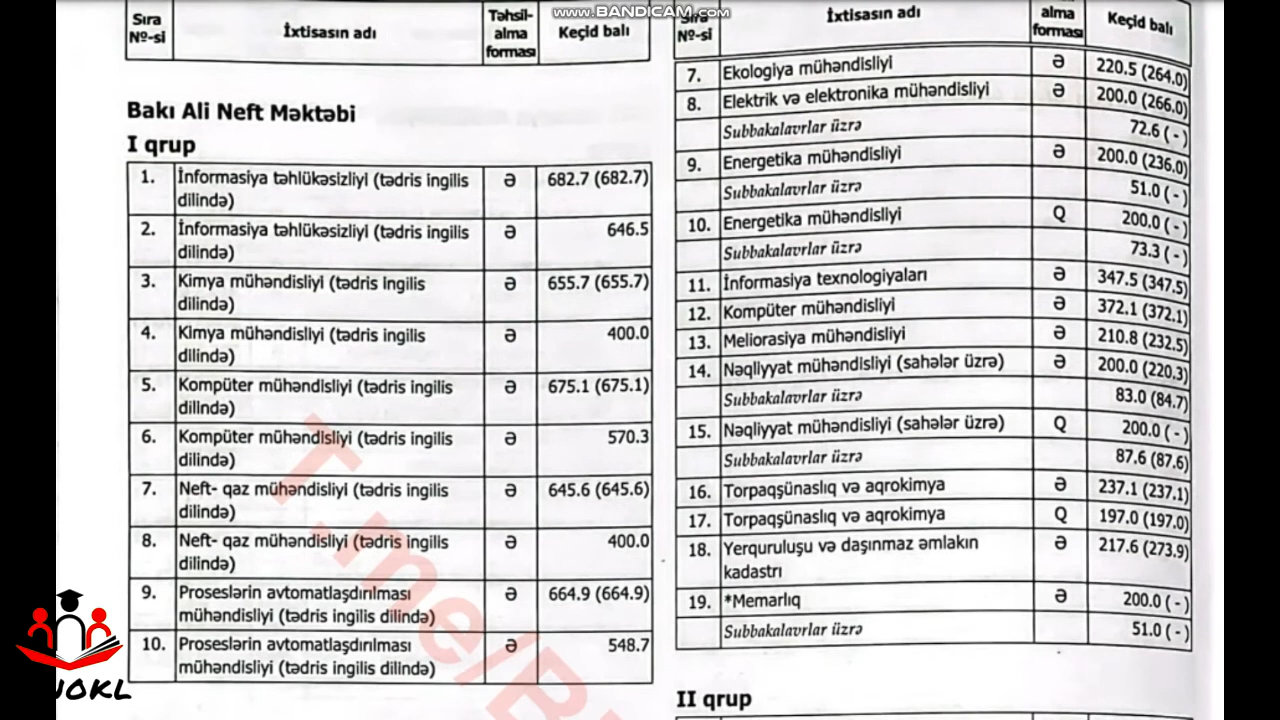 www.BANDICAM.com
Sıra №-si İxtisasın adı Təhsil-alma forması Keçid balı
Bakı Ali Neft Məktəbi
I qrup
1. İnformasiya təhlükəsizliyi (tədris ingilis Ə 682.7 (682.7)
dilində)
2. İnformasiya təhlükəsizliyi (tədris ingilis Ə 646.5
dilində)
3. Kimya mühəndisliyi (tədris ingilis Ə 655.7 (655.7)
dilində)
4. Kimya mühəndisliyi (tədris ingilis Ə 400.0
dilində)
5. Kompüter mühəndisliyi (tədris ingilis Ə 675.1 (675.1)
dilində)
6. Kompüter mühəndisliyi (tədris ingilis Ə 570.3
dilində)
7. Neft- qaz mühəndisliyi (tədris ingilis Ə 645.6 (645.6)
dilində)
8. Neft- qaz mühəndisliyi (tədris ingilis Ə 400.0
dilində)
9. Proseslərin avtomatlaşdırılması Ə 664.9 (664.9)
mühəndisliyi (tədris ingilis dilində)
10. Proseslərin avtomatlaşdırılması Ə 548.7
mühəndisliyi (tədris ingilis dilində)
Sıra №-si İxtisasın adı alma forması Keçid balı
7. Ekologiya mühəndisliyi Ə 220.5 (264.0)
8. Elektrik və elektronika mühəndisliyi Ə 200.0 (266.0)
Subbakalavrlar üzrə 72.6 ( - )
9. Energetika mühəndisliyi Ə 200.0 (236.0)
Subbakalavrlar üzrə 51.0 ( - )
10. Energetika mühəndisliyi Q 200.0 ( - )
Subbakalavrlar üzrə 73.3 ( - )
11. İnformasiya texnologiyaları Ə 347.5 (347.5)
12. Kompüter mühəndisliyi Ə 372.1 (372.1)
13. Meliorasiya mühəndisliyi Ə 210.8 (232.5)
14. Nəqliyyat mühəndisliyi (sahələr üzrə) Ə 200.0 (220.3)
Subbakalavrlar üzrə 83.0 (84.7)
15. Nəqliyyat mühəndisliyi (sahələr üzrə) Q 200.0 ( - )
Subbakalavrlar üzrə 87.6 (87.6)
16. Torpaqşünaslıq və aqrokimya Ə 237.1 (237.1)
17. Torpaqşünaslıq və aqrokimya Q 197.0 (197.0)
18. Yerquruluşu və daşınmaz əmlakın Ə 217.6 (273.9)
kadastrı
19. *Memarlıq Ə 200.0 ( - )
Subbakalavrlar üzrə 51.0 ( - )
II qrup
T.me/B